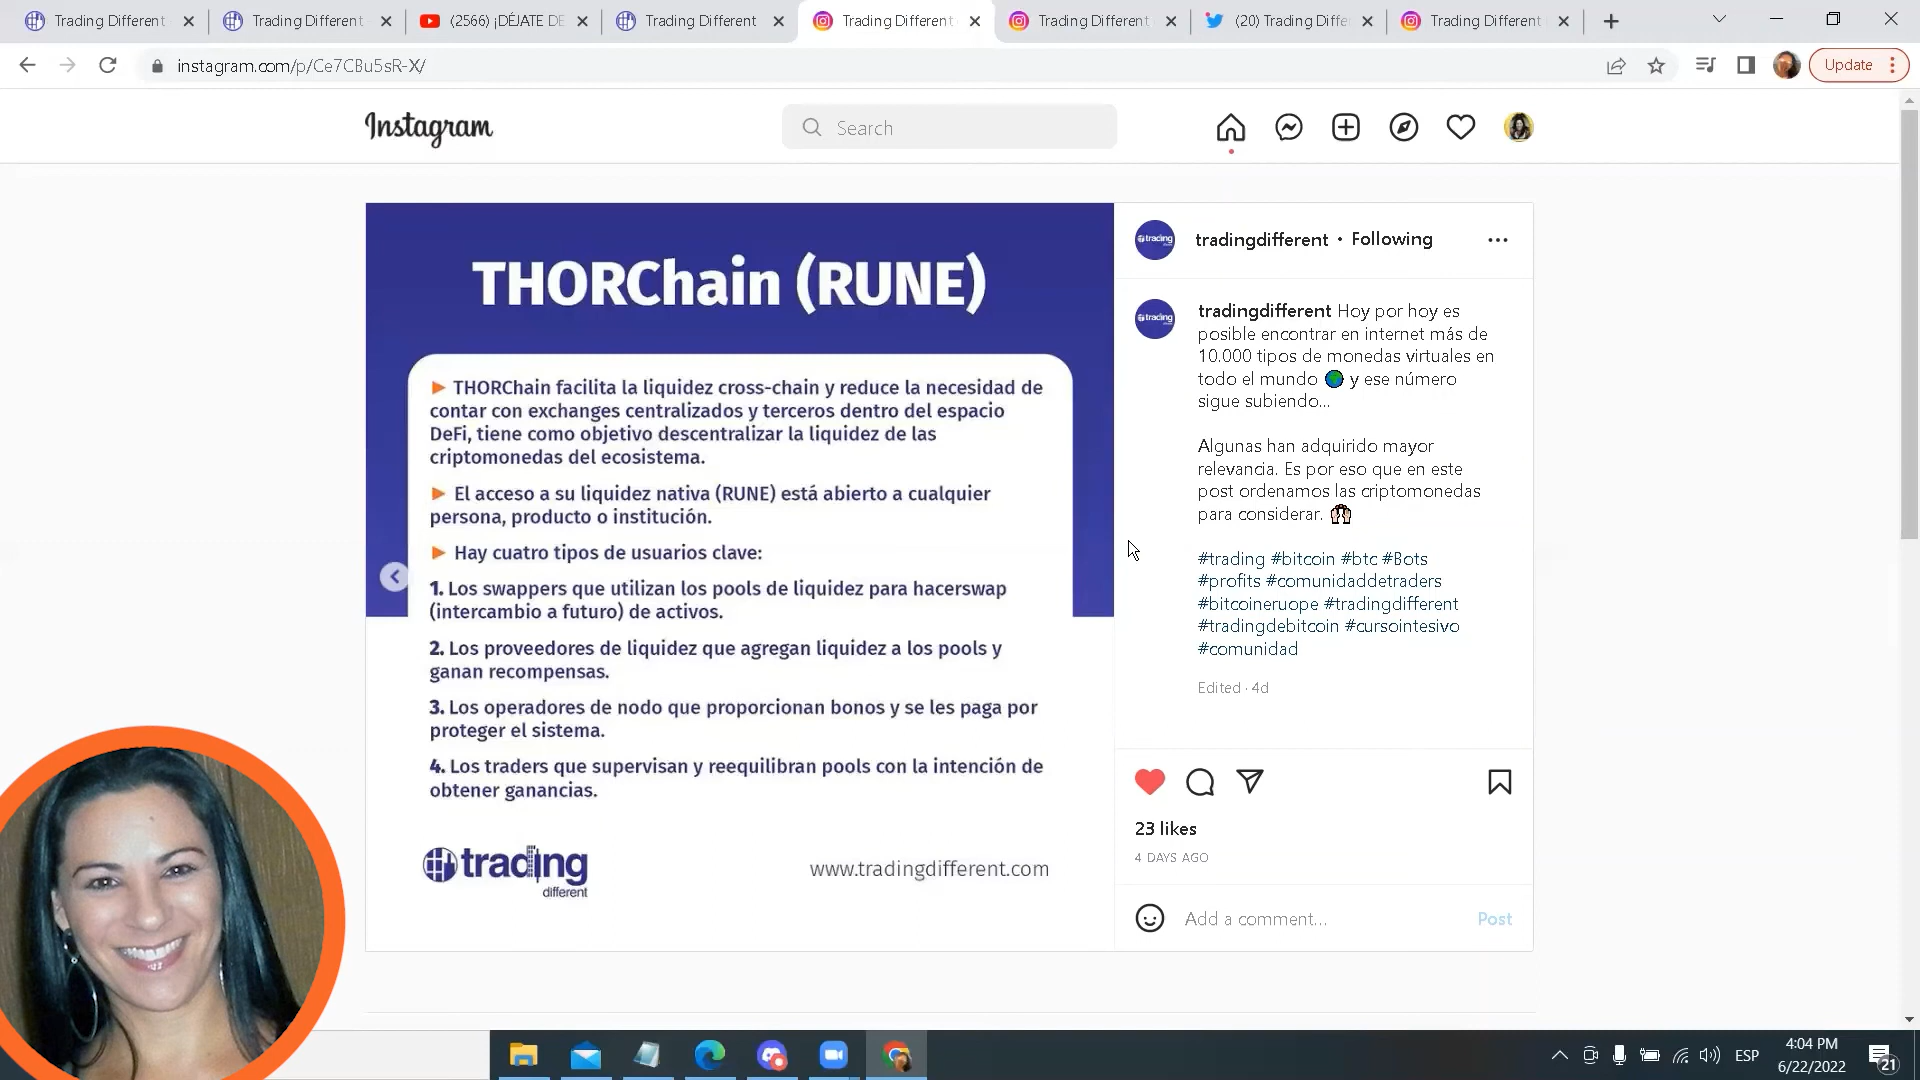 Trading Different
Trading Different
(2566) ¡DÉJATE DE
Trading Different
Trading Different
Trading Different
(20) Trading Diffe
Trading Different
instagram.com/p/Ce7CBu5sR-X/
Update
Instagram
Search
THORChain (RUNE)
► THORChain facilita la liquidez cross-chain y reduce la necesidad de
contar con exchanges centralizados y terceros dentro del espacio
DeFi, tiene como objetivo descentralizar la liquidez de las
criptomonedas del ecosistema.
► El acceso a su liquidez nativa (RUNE) está abierto a cualquier
persona, producto o institución.
► Hay cuatro tipos de usuarios clave:
1. Los swappers que utilizan los pools de liquidez para hacerswap
(intercambio a futuro) de activos.
2. Los proveedores de liquidez que agregan liquidez a los pools y
ganan recompensas.
3. Los operadores de nodo que proporcionan bonos y se les paga por
proteger el sistema.
4. Los traders que supervisan y reequilibran pools con la intención de
obtener ganancias.
trading
different
www.tradingdifferent.com
trading
tradingdifferent • Following
trading
tradingdifferent Hoy por hoy es
posible encontrar en internet más de
10.000 tipos de monedas virtuales en
todo el mundo 🌍 y ese número
sigue subiendo...
Algunas han adquirido mayor
relevancia. Es por eso que en este
post ordenamos las criptomonedas
para considerar. 🙌
#trading #bitcoin #btc #Bots
#profits #comunidaddetraders
#bitcoineruope #tradingdifferent
#tradingdebitcoin #cursointesivo
#comunidad
Edited · 4d
23 likes
4 DAYS AGO
Add a comment...
Post
ESP
4:04 PM
6/22/2022
21